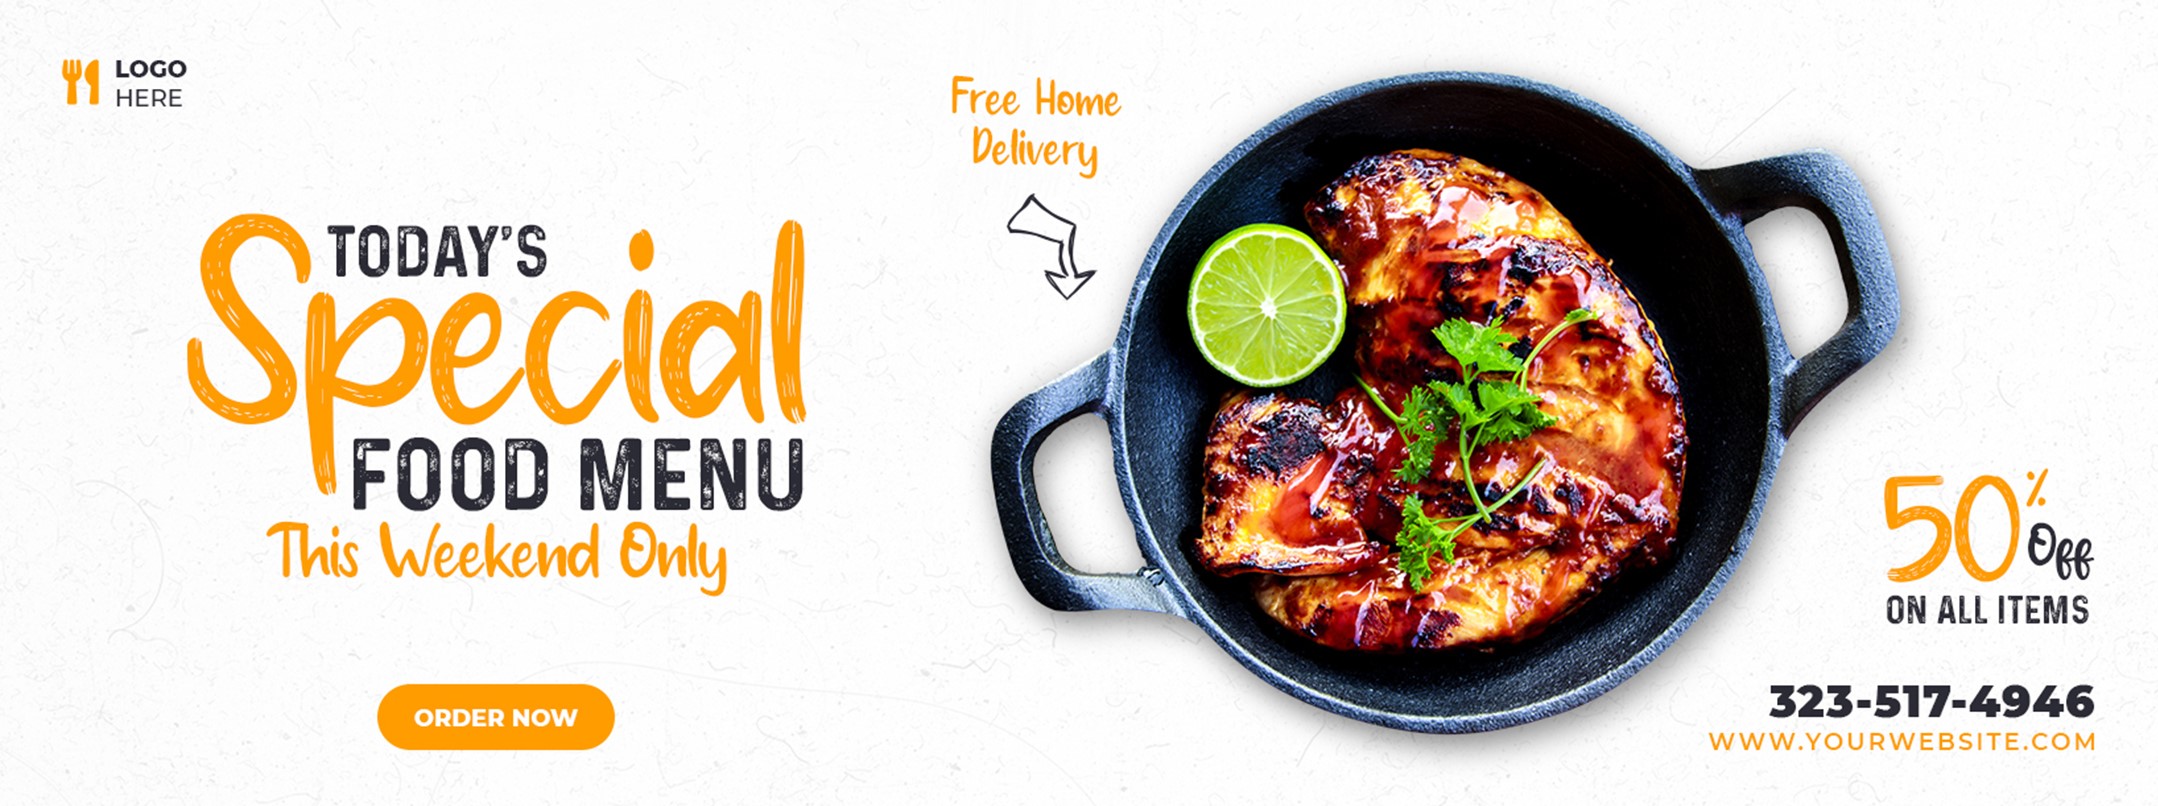 LOGO
HERE
TODAY'S
Special
FOOD MENU
This Weekend Only
ORDER NOW
Free Home
Delivery
50% Off
ON ALL ITEMS
323-517-4946
WWW.YOURWEBSITE.COM